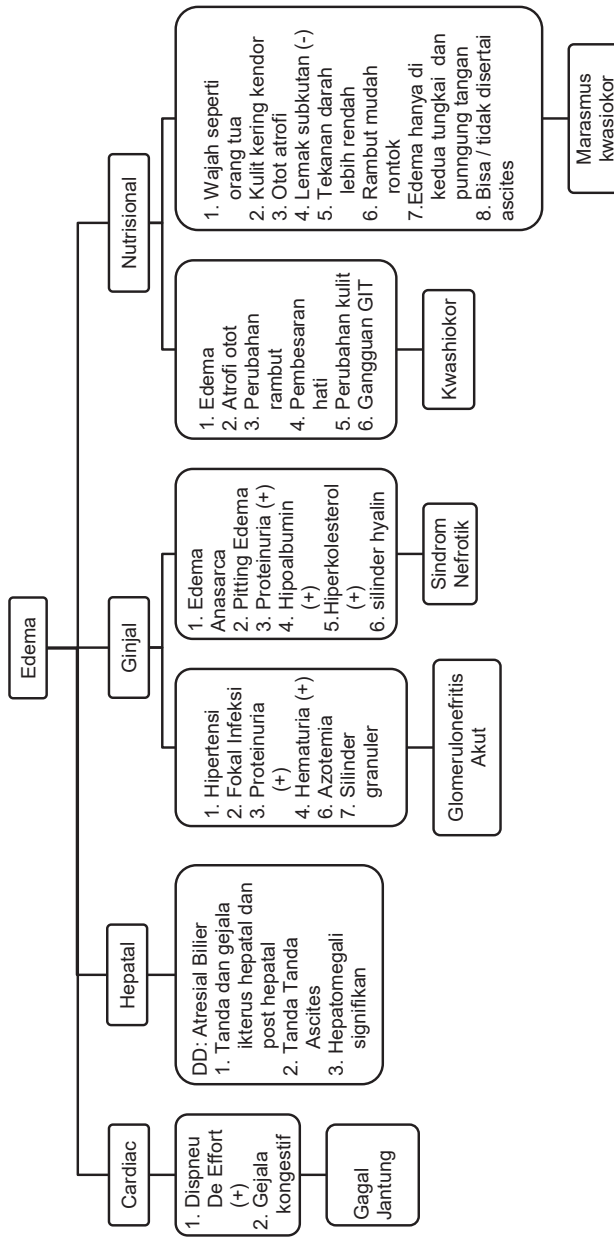 Edema
Cardiac
1. Dispneu
De Effort
(+)
2. Gejala
kongestif
Gagal
Jantung
Hepatal
DD: Atresial Bilier
1. Tanda dan gejala
ikterus hepatal dan
post hepatal
2. Tanda Tanda
Ascites
3. Hepatomegali
signifikan
Ginjal
1. Hipertensi
2. Fokal Infeksi
3. Proteinuria
(+)
4. Hematuria (+)
6. Azotemia
7. Silinder
granuler
Glomerulonefritis
Akut
1. Edema
Anasarca
2. Pitting Edema
3. Proteinuria (+)
4. Hipoalbumin
(+)
5.Hiperkolesterol
(+)
6. silinder hyalin
Sindrom
Nefrotik
Nutrisional
1. Edema
2. Atrofi otot
3. Perubahan
rambut
4. Pembesaran
hati
5. Perubahan kulit
6. Gangguan GIT
Kwashiokor
1. Wajah seperti
orang tua
2. Kulit kering kendor
3. Otot atrofi
4. Lemak subkutan (-)
5. Tekanan darah
lebih rendah
6. Rambut mudah
rontok
7.Edema hanya di
kedua tungkai dan
punngung tangan
8. Bisa / tidak disertai
ascites
Marasmus
kwasiokor